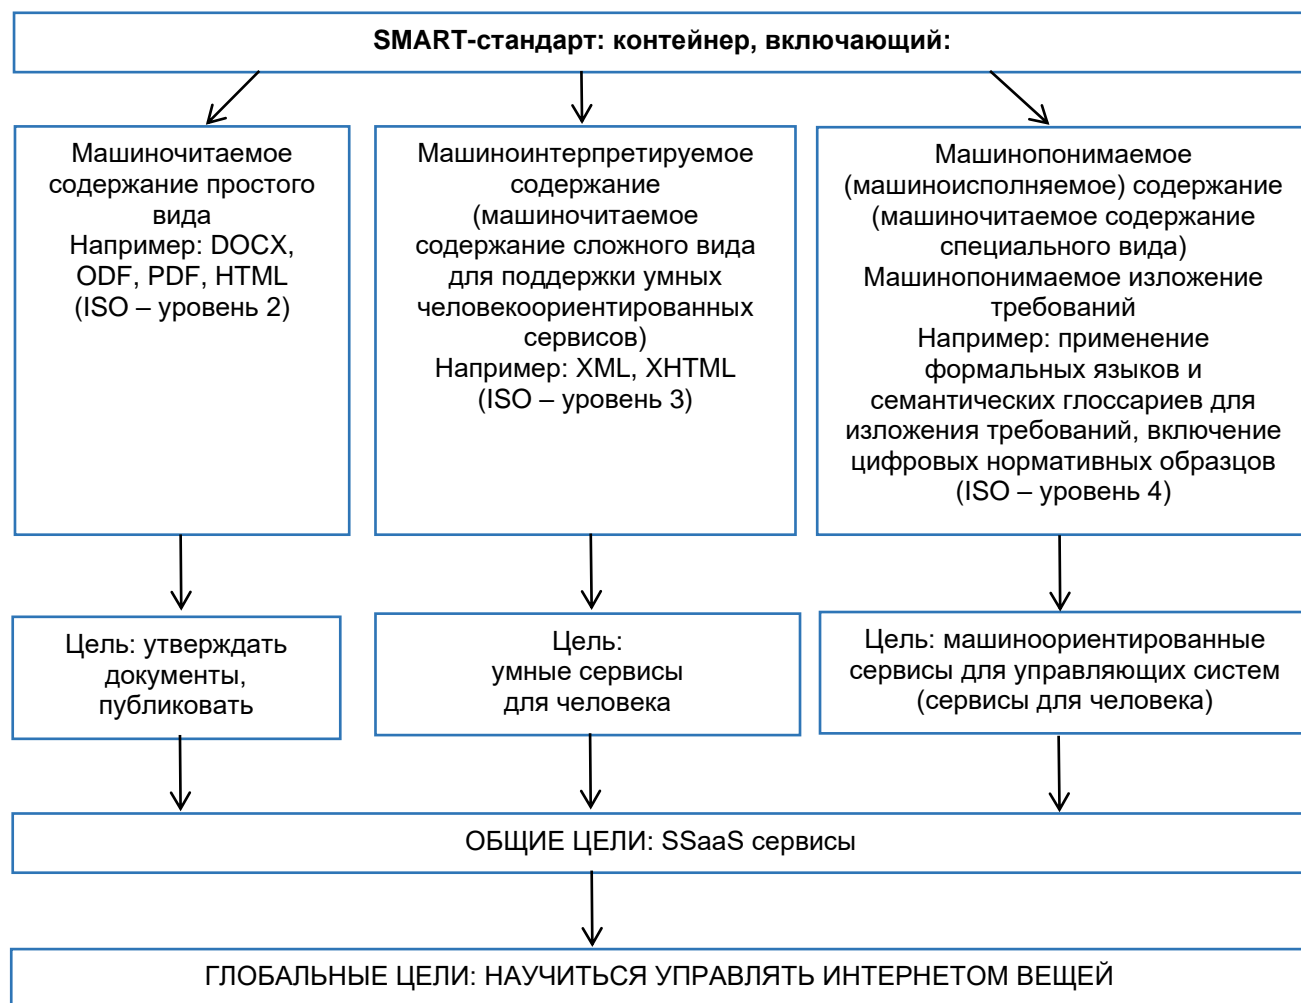 SMART-стандарт: контейнер, включающий:
Машиночитаемое
содержание простого
вида
Например: DOCX,
ODF, PDF, HTML
(ISO – уровень 2)
Машиноинтерпретируемое
содержание
(машиночитаемое
содержание сложного вида
для поддержки умных
человекоориентированных
сервисов)
Например: XML, XHTML
(ISO – уровень 3)
Машинопонимаемое
(машиноисполняемое) содержание
(машиночитаемое содержание
специального вида)
Машинопонимаемое изложение
требований
Например: применение
формальных языков и
семантических глоссариев для
изложения требований, включение
цифровых нормативных образцов
(ISO – уровень 4)
Цель: утверждать
документы,
публиковать
Цель:
умные сервисы
для человека
Цель: машиноориентированные
сервисы для управляющих систем
(сервисы для человека)
ОБЩИЕ ЦЕЛИ: SSaaS сервисы
ГЛОБАЛЬНЫЕ ЦЕЛИ: НАУЧИТЬСЯ УПРАВЛЯТЬ ИНТЕРНЕТОМ ВЕЩЕЙ